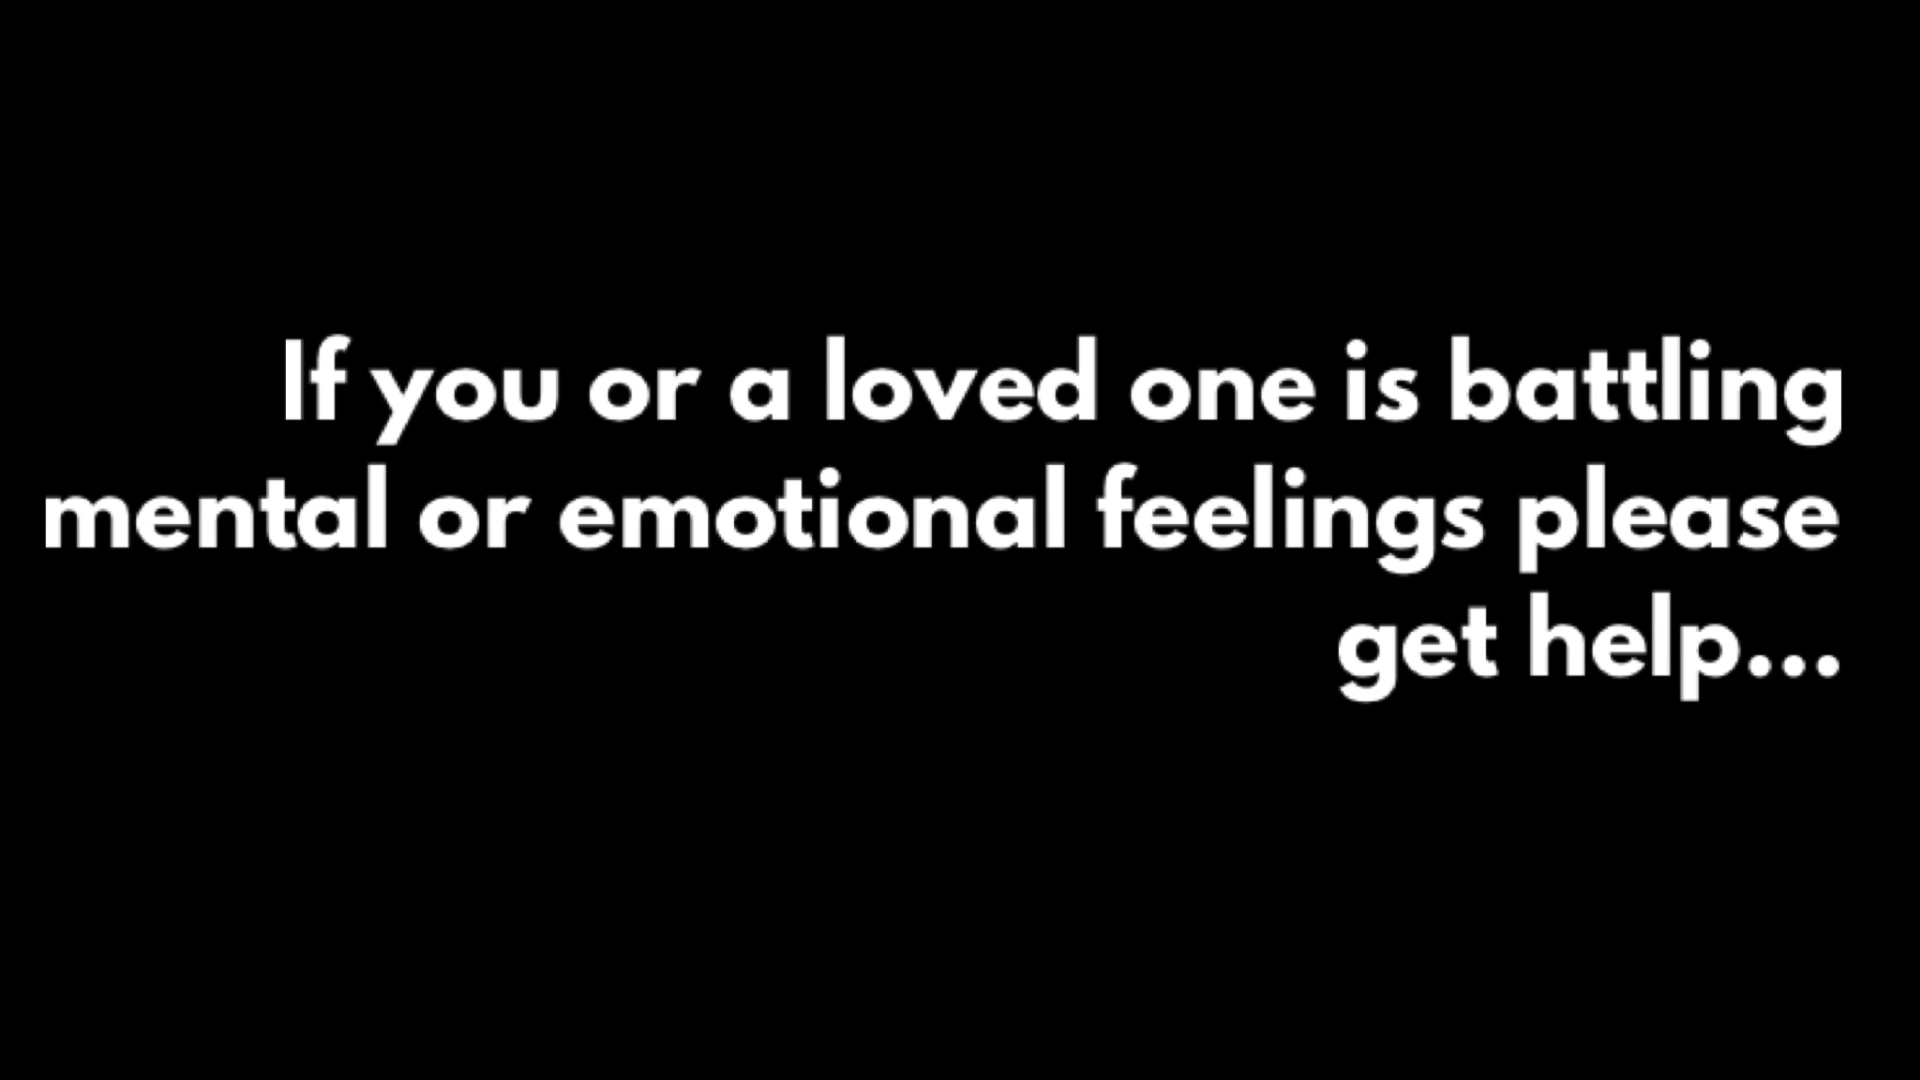 If you or a loved one is battling
mental or emotional feelings please
get help...